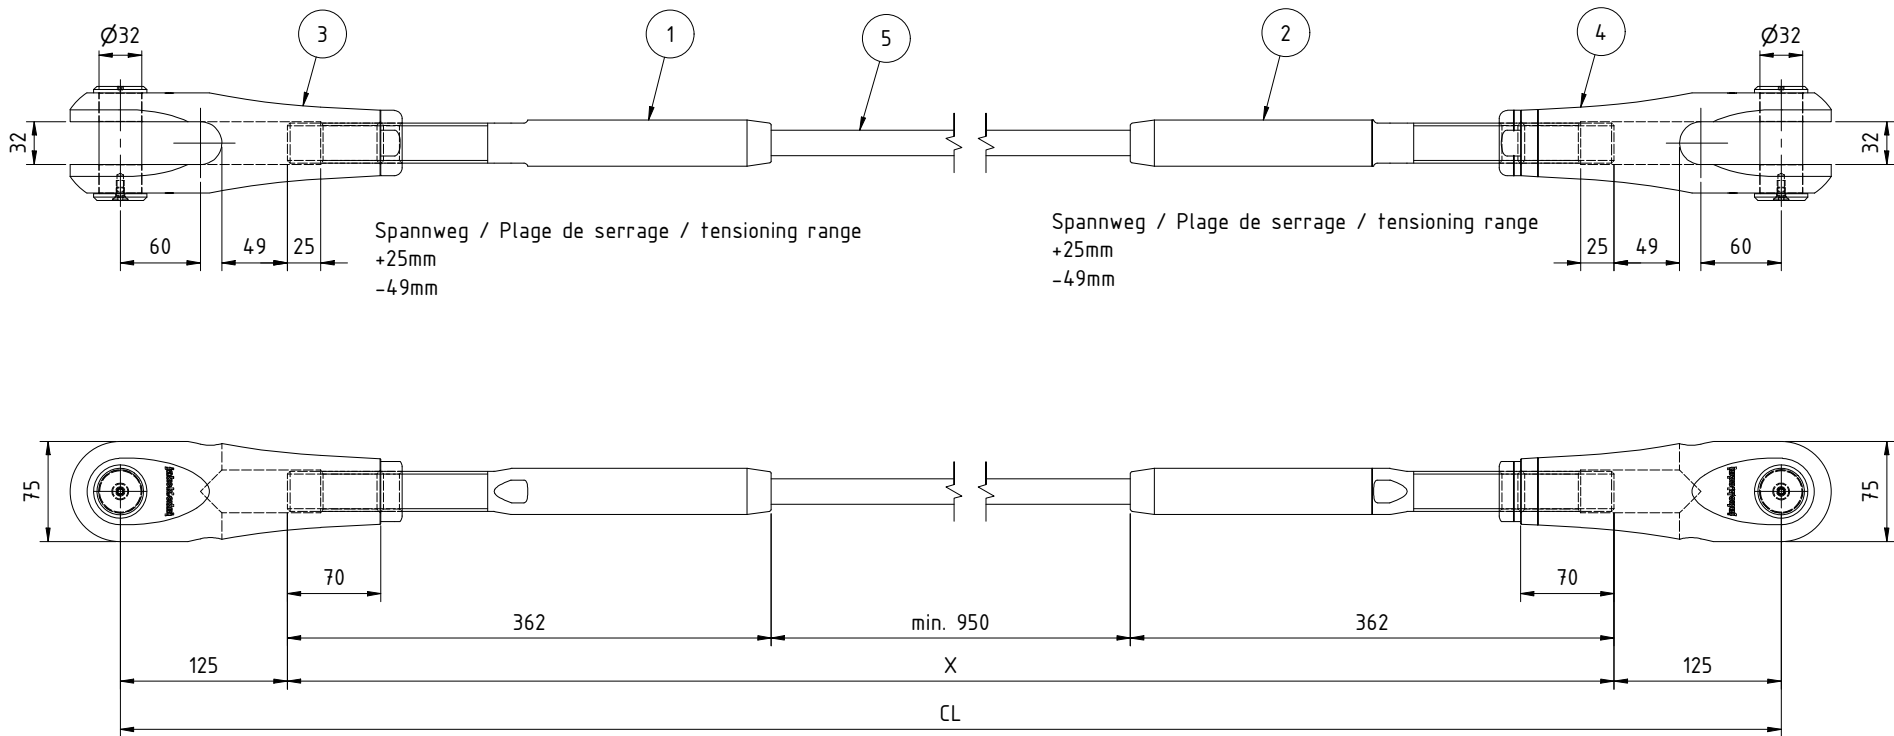 Ø32
3
1
5
2
4
Ø32
32
32
60
49
25
Spannweg / Plage de serrage / tensioning range
+25mm
-49mm
Spannweg / Plage de serrage / tensioning range
+25mm
-49mm
25
49
60
75
75
70
70
362
min. 950
362
125
X
125
CL